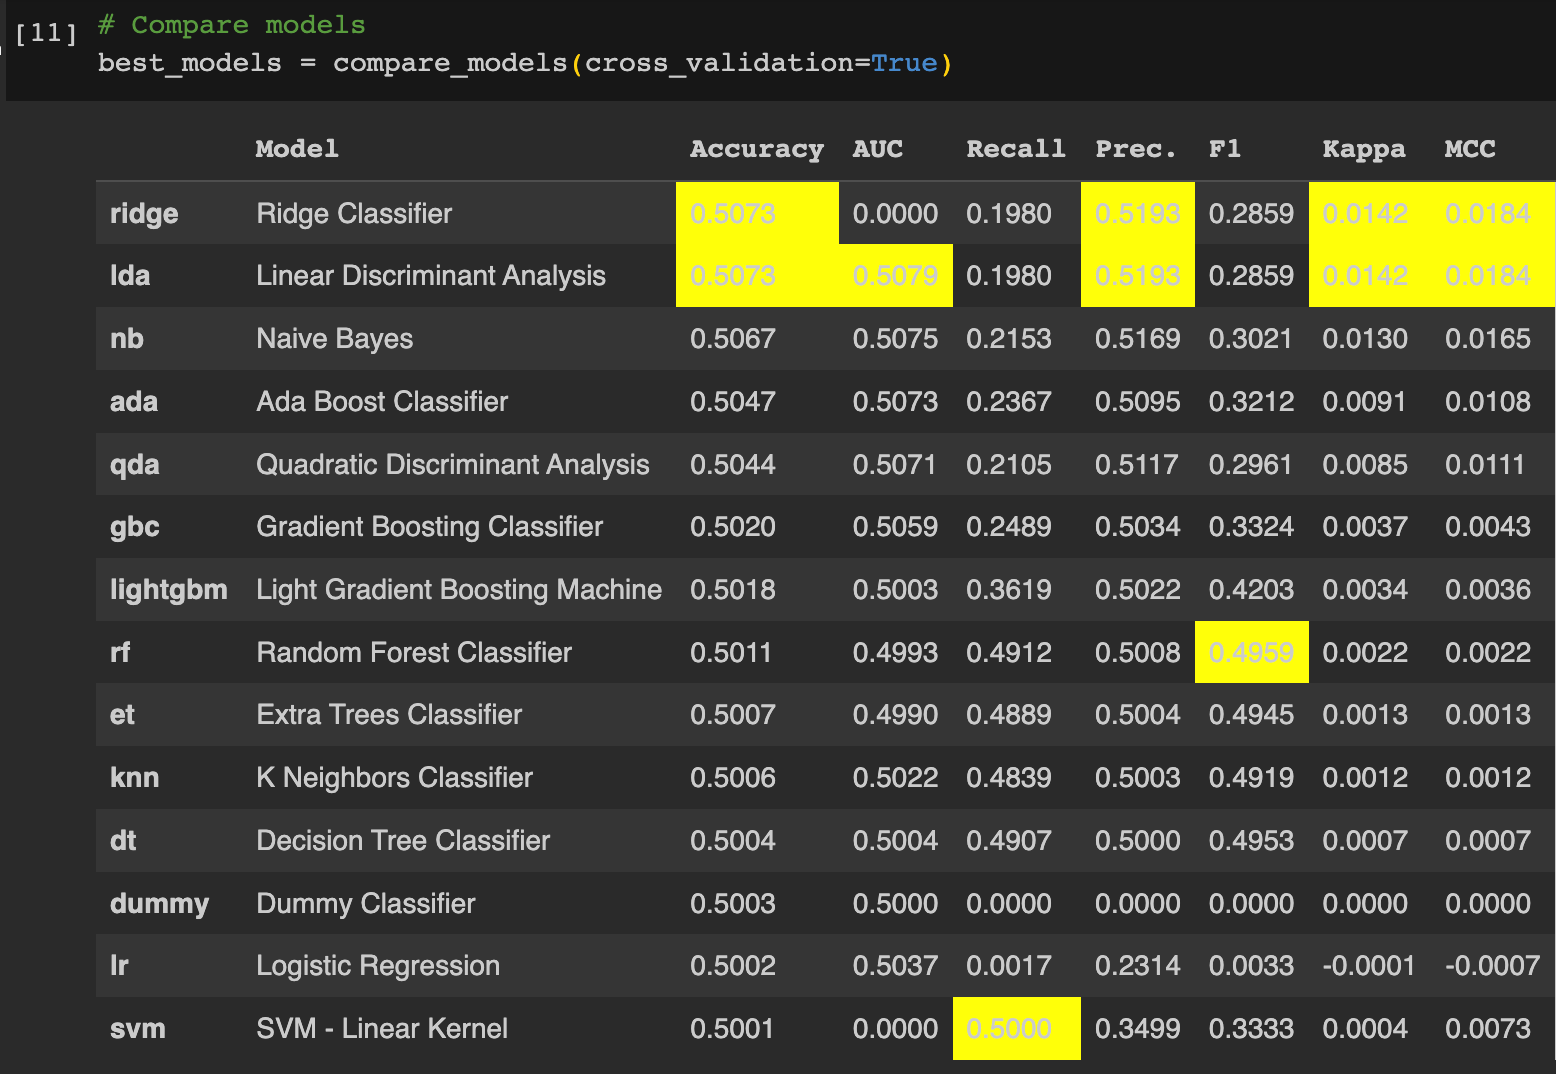 [11] # Compare models
best_models = compare_models(cross_validation=True)
Model Accuracy AUC Recall Prec. F1 Kappa MCC
ridge Ridge Classifier 0.5073 0.0000 0.1980 0.5193 0.2859 0.0142 0.0184
lda Linear Discriminant Analysis 0.5073 0.5079 0.1980 0.5193 0.2859 0.0142 0.0184
nb Naive Bayes 0.5067 0.5075 0.2153 0.5169 0.3021 0.0130 0.0165
ada Ada Boost Classifier 0.5047 0.5073 0.2367 0.5095 0.3212 0.0091 0.0108
qda Quadratic Discriminant Analysis 0.5044 0.5071 0.2105 0.5117 0.2961 0.0085 0.0111
gbc Gradient Boosting Classifier 0.5020 0.5059 0.2489 0.5034 0.3324 0.0037 0.0043
lightgbm Light Gradient Boosting Machine 0.5018 0.5003 0.3619 0.5022 0.4203 0.0034 0.0036
rf Random Forest Classifier 0.5011 0.4993 0.4912 0.5008 0.4959 0.0022 0.0022
et Extra Trees Classifier 0.5007 0.4990 0.4889 0.5004 0.4945 0.0013 0.0013
knn K Neighbors Classifier 0.5006 0.5022 0.4839 0.5003 0.4919 0.0012 0.0012
dt Decision Tree Classifier 0.5004 0.5004 0.4907 0.5000 0.4953 0.0007 0.0007
dummy Dummy Classifier 0.5003 0.5000 0.0000 0.0000 0.0000 0.0000 0.0000
lr Logistic Regression 0.5002 0.5037 0.0017 0.2314 0.0033 -0.0001 -0.0007
svm SVM - Linear Kernel 0.5001 0.0000 0.5000 0.3499 0.3333 0.0004 0.0073